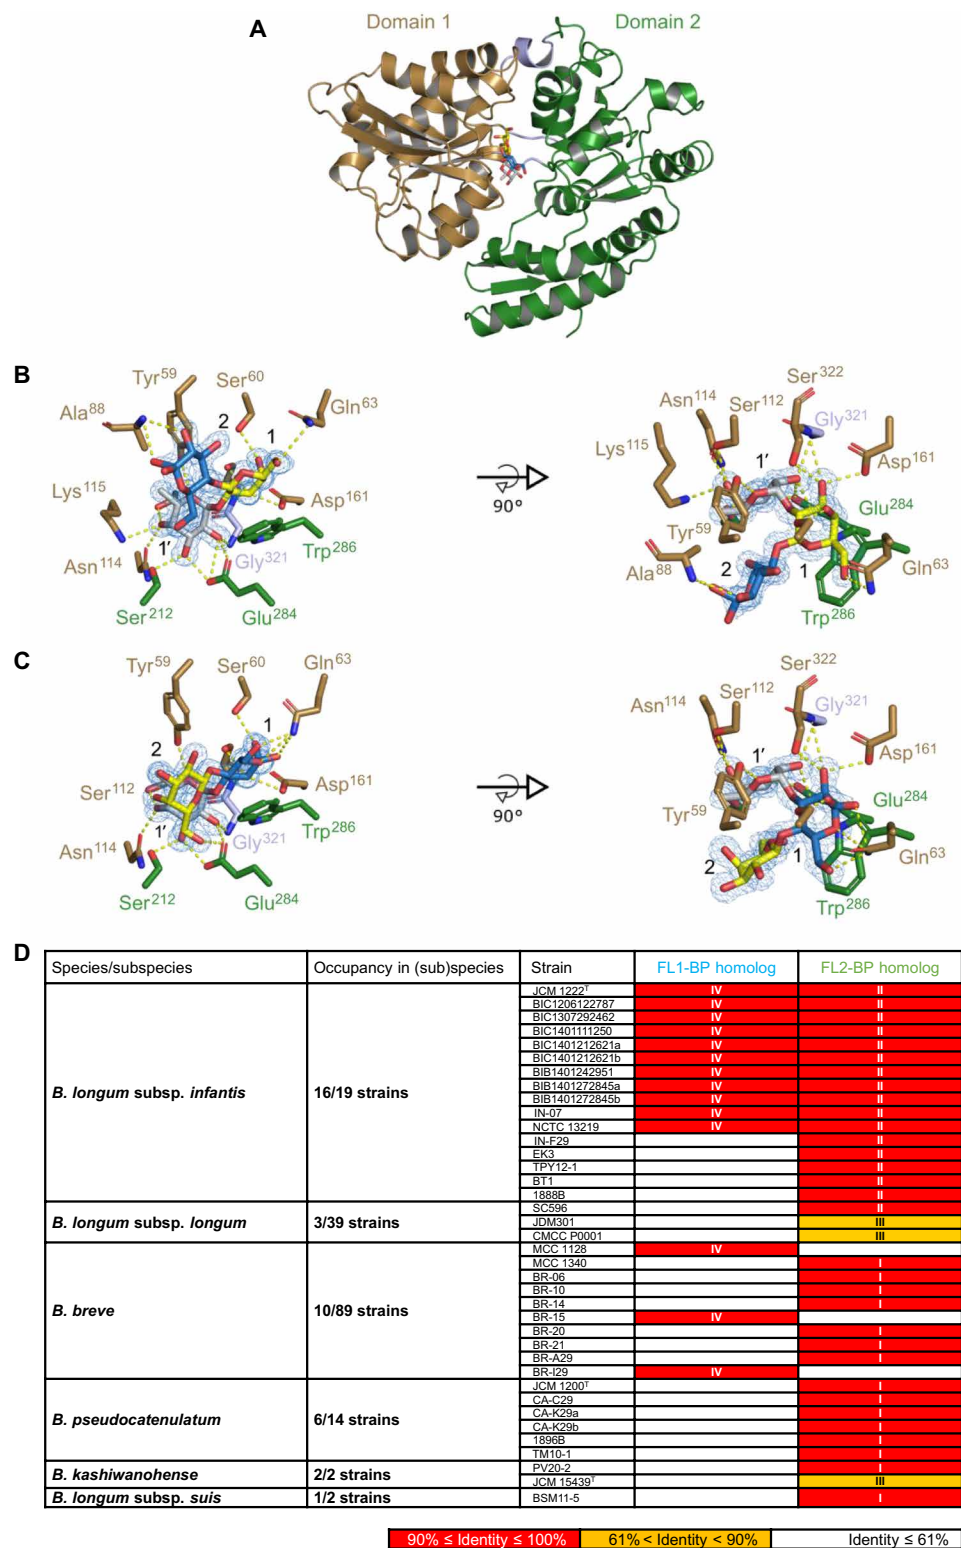 A
Domain 1
Domain 2
B
Tyr59
Ser60
Ala88
2
1
Gln63
Lys115
Asp161
Trp286
1′
Gly321
Asn114
Ser212
Glu284
90°
Ser322
Asn114
Ser112
Gly321
Lys115
1′
Asp161
Glu284
Tyr59
Ala88
2
1
Gln63
Trp286
C
Tyr59
Ser60
Gln63
1
2
Ser112
Asp161
Trp286
1′
Gly321
Asn114
Ser212
Glu284
90°
Ser322
Asn114
Ser112
Gly321
1′
Asp161
Glu284
Tyr59
2
1
Gln63
Trp286
D
Species/subspecies Occupancy in (sub)species Strain FL1-BP homolog FL2-BP homolog
B. longum subsp. infantis 16/19 strains
JCM 1222T IV II
BIC1206122787 IV II
BIC1307292462 IV II
BIC1401111250 IV II
BIC1401212621a IV II
BIC1401212621b IV II
BIB1401242951 IV II
BIB1401272845a IV II
BIB1401272845b IV II
IN-07 IV II
NCTC 13219 IV II
IN-F29 II
EK3 II
TPY12-1 II
BT1 II
1888B II
B. longum subsp. longum 3/39 strains
SC596 II
JDM301 III
CMCC P0001 III
B. breve 10/89 strains
MCC 1128 IV
MCC 1340 I
BR-06 I
BR-10 I
BR-14 I
BR-15 IV
BR-20 I
BR-21 I
BR-A29 I
BR-I29 IV
B. pseudocatenulatum 6/14 strains
JCM 1200T I
CA-C29 I
CA-K29a I
CA-K29b I
1896B I
TM10-1 I
B. kashiwanohense 2/2 strains
PV20-2 I
JCM 15439T III
B. longum subsp. suis 1/2 strains BSM11-5 I
90% ≤ Identity ≤ 100% 61% < Identity < 90% Identity ≤ 61%